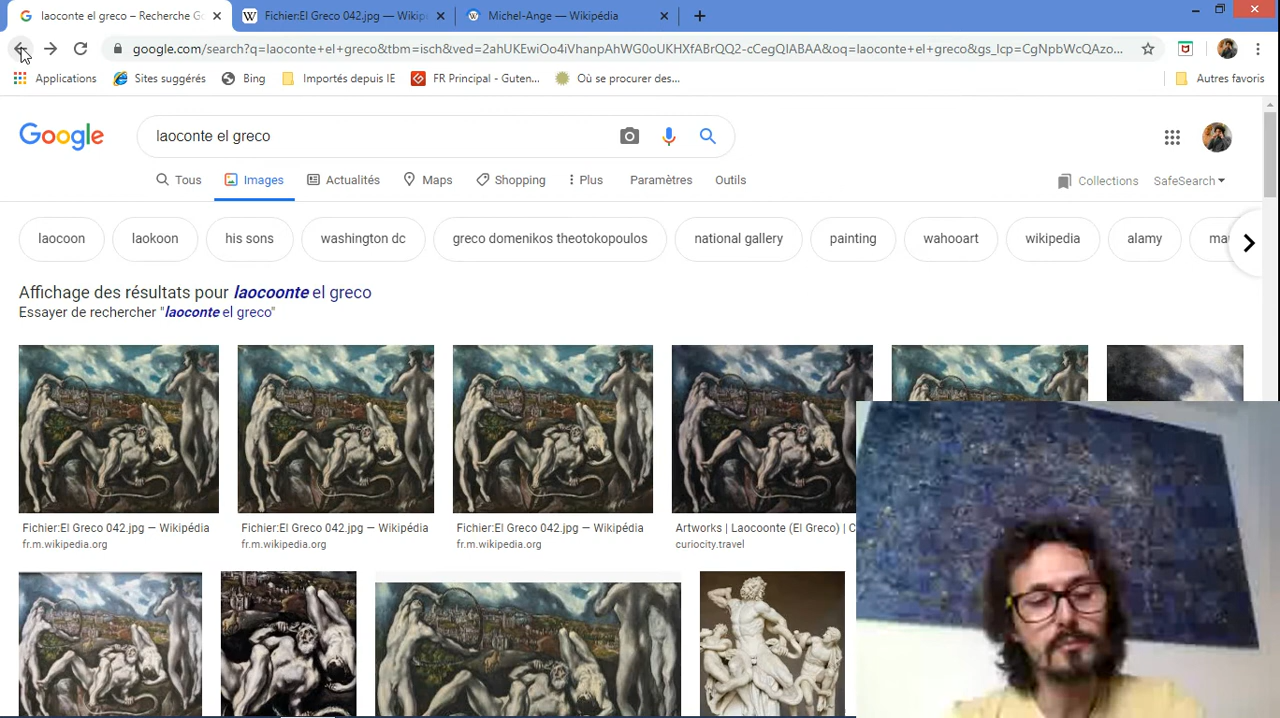 laoconte el greco – Recherche G
Fichier:El Greco 042.jpg — Wikip
Michel-Ange — Wikipédia
google.com/search?q=laoconte+el+greco&tbm=isch&ved=2ahUKEwiOo4iVhanpAhWG0oUKHXfABrQQ2-cCegQIABAA&oq=laoconte+el+greco&gs_lcp=CgNpbWcQAzo...
Applications
Sites suggérés
Bing
Importés depuis IE
FR Principal - Guten...
Où se procurer des...
Autres favoris
Google
laoconte el greco
Tous
Images
Actualités
Maps
Shopping
Plus
Paramètres
Outils
Collections
SafeSearch
laocoon
laokoon
his sons
washington dc
greco domenikos theotokopoulos
national gallery
painting
wahooart
wikipedia
alamy
Affichage des résultats pour laocoonte el greco
Essayer de rechercher "laoconte el greco"
Fichier:El Greco 042.jpg — Wikipédia
fr.m.wikipedia.org
Fichier:El Greco 042.jpg — Wikipédia
fr.m.wikipedia.org
Fichier:El Greco 042.jpg — Wikipédia
fr.m.wikipedia.org
Artworks | Laocoonte (El Greco) | C
curiocity.travel